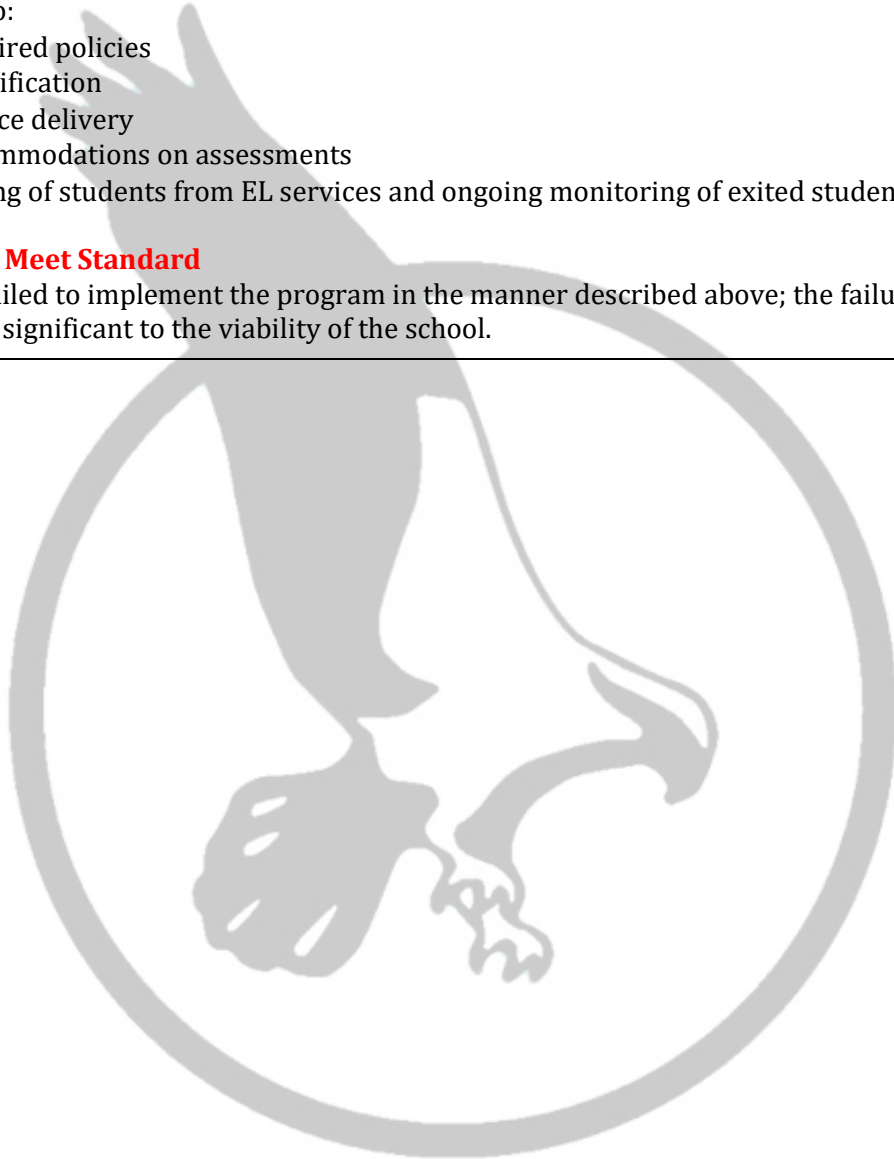 o:
ired policies
ification
ce delivery
mmodations on assessments
ng of students from EL services and ongoing monitoring of exited studen
Meet Standard
iled to implement the program in the manner described above; the failu
significant to the viability of the school.